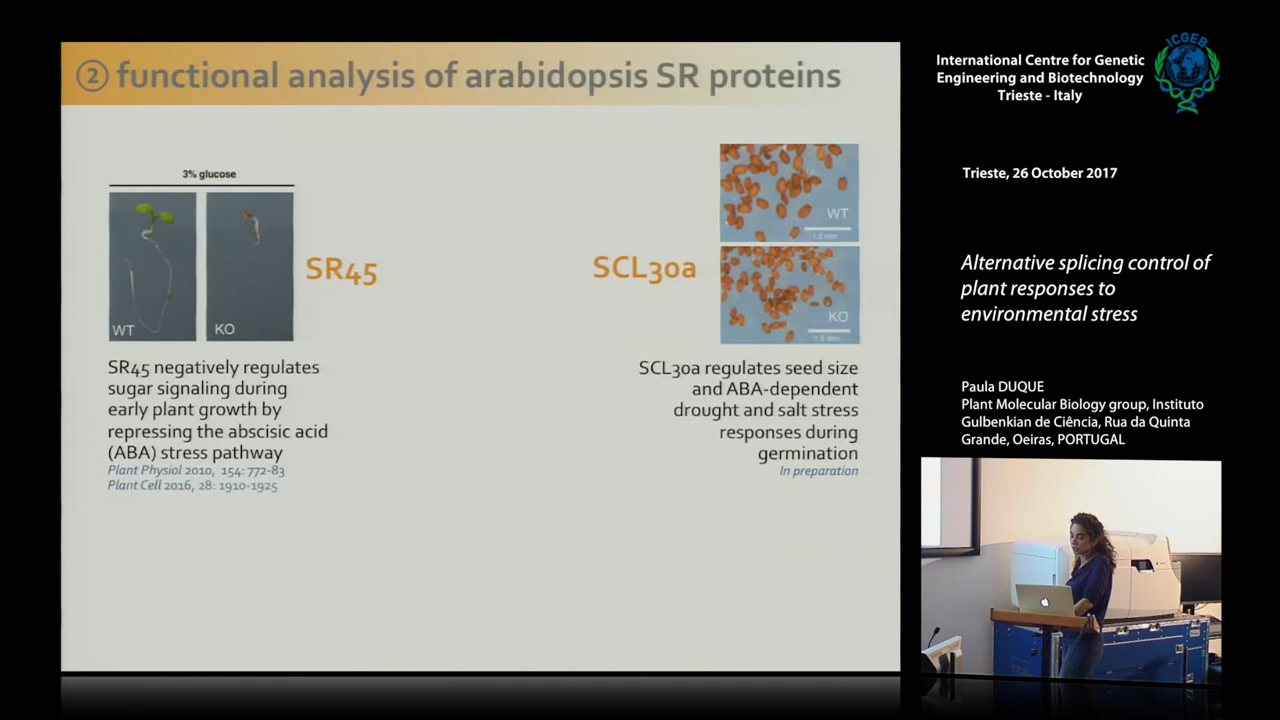 ② functional analysis of arabidopsis SR proteins
3% glucose
WT
KO
SR45
SR45 negatively regulates
sugar signaling during
early plant growth by
repressing the abscisic acid
(ABA) stress pathway
Plant Physiol 2010, 154: 772-83
Plant Cell 2016, 28: 1910-1925
SCL30a
WT
KO
SCL30a regulates seed size
and ABA-dependent
drought and salt stress
responses during
germination
In preparation
International Centre for Genetic
Engineering and Biotechnology
Trieste - Italy
ICGEB
Trieste, 26 October 2017
Alternative splicing control of
plant responses to
environmental stress
Paula DUQUE
Plant Molecular Biology group, Instituto
Gulbenkian de Ciência, Rua da Quinta
Grande, Oeiras, PORTUGAL